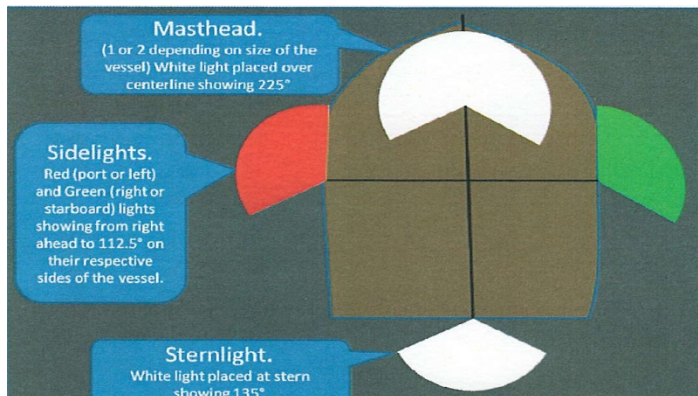 Masthead.
(1 or 2 depending on size of the
vessel) White light placed over
centerline showing 225°
Sidelights.
Red (port or left)
and Green (right or
starboard) lights
showing from right
ahead to 112.5° on
their respective
sides of the vessel.
Sternlight.
White light placed at stern
showing 135°